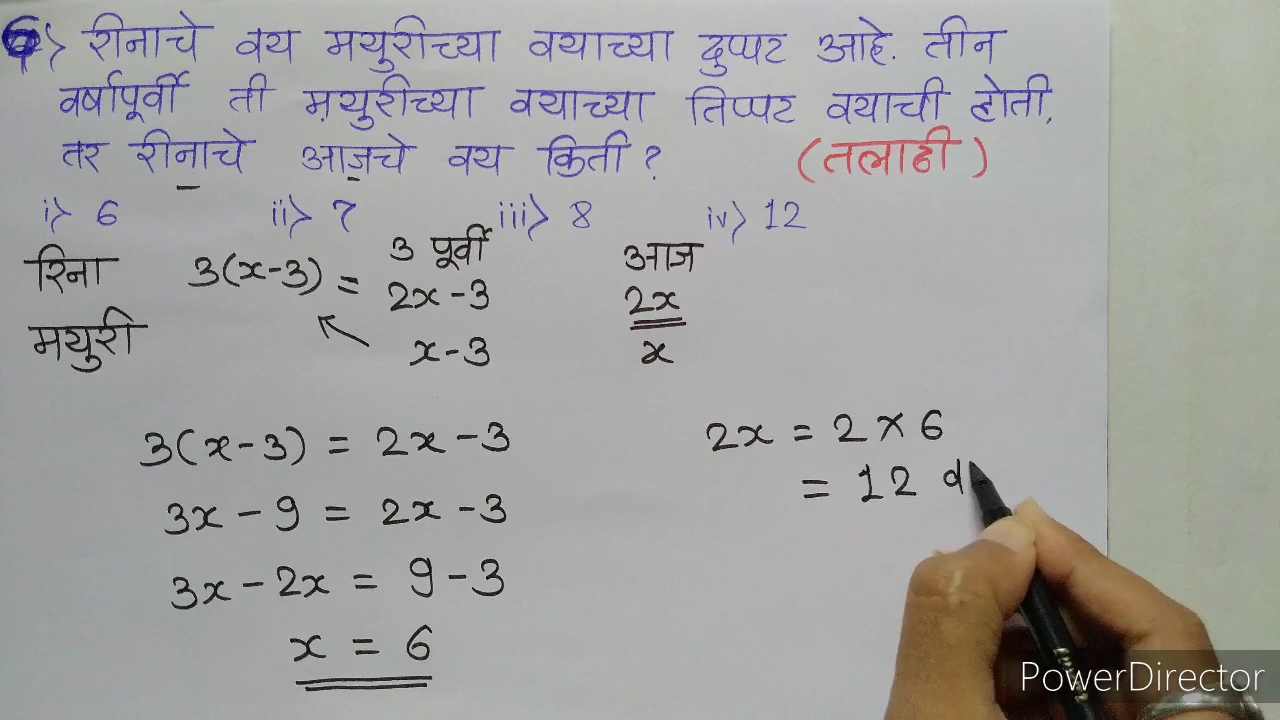 6> रीनाचे वय मयुरीच्या वयाच्या दुप्पट आहे. तीन
वर्षापूर्वी ती मयुरीच्या वयाच्या तिप्पट वयाची होती.
तर रीनाचे आजचे वय किती? (तलाठी)
i> 6 ii> 7 iii> 8 iv> 12
3 पूर्वी आज
रिना 3(x-3) = 2x-3 2x
मयुरी x-3 x
3(x-3) = 2x-3 2x = 2×6
= 12 व
3x-9 = 2x-3
3x-2x = 9-3
x = 6
PowerDirector